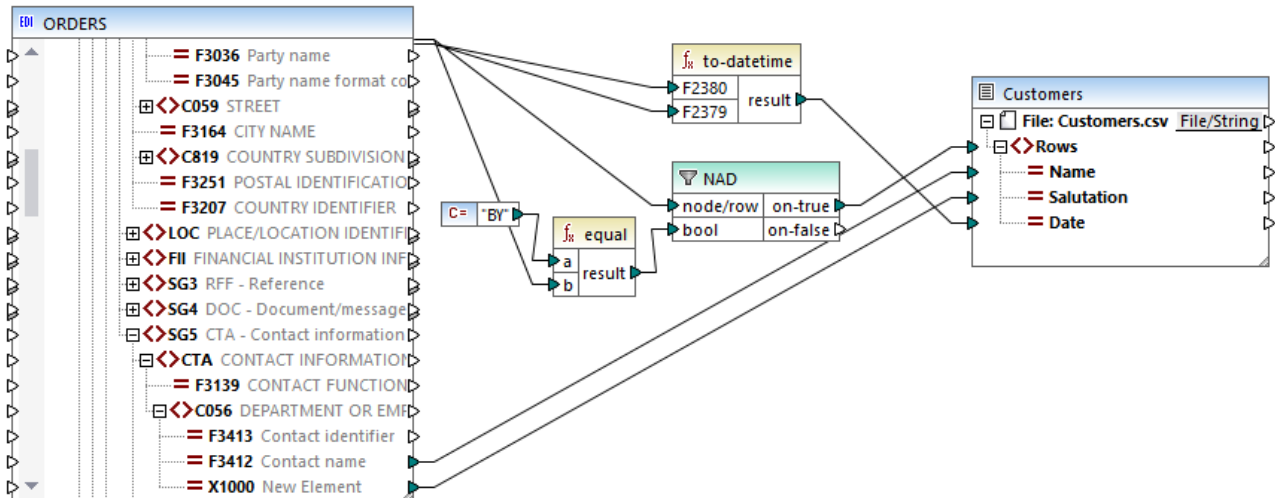 EDI ORDERS
F3036 Party name
F3045 Party name format co
C059 STREET
F3164 CITY NAME
C819 COUNTRY SUBDIVISION
F3251 POSTAL IDENTIFICATIO
F3207 COUNTRY IDENTIFIER
LOC PLACE/LOCATION IDENTIFI
FII FINANCIAL INSTITUTION INF
SG3 RFF - Reference
SG4 DOC - Document/message
SG5 CTA - Contact information
CTA CONTACT INFORMATION
F3139 CONTACT FUNCTION
C056 DEPARTMENT OR EMP
F3413 Contact identifier
F3412 Contact name
X1000 New Element
C= "BY"
fx equal
a
b
result
fx to-datetime
F2380
F2379
result
NAD
node/row on-true
bool on-false
Customers
File: Customers.csv File/String
Rows
Name
Salutation
Date